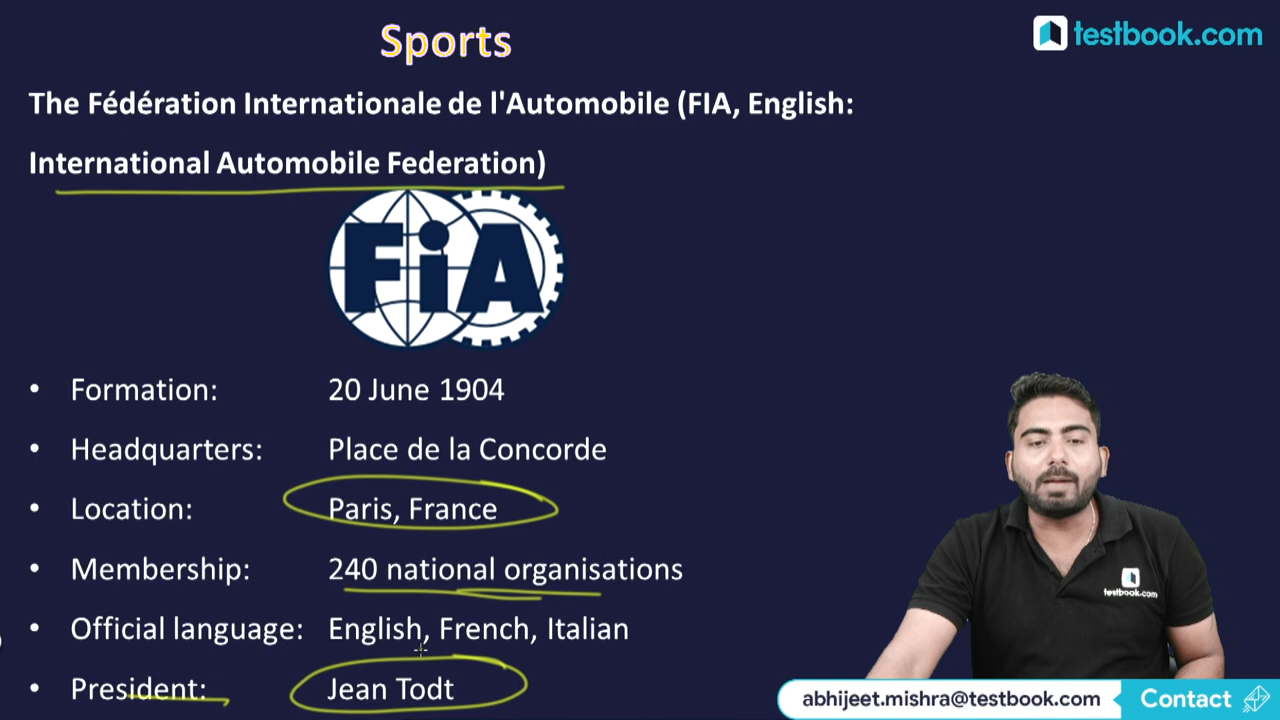 Sports
testbook.com
The Fédération Internationale de l'Automobile (FIA, English:
International Automobile Federation)
FiA
• Formation: 20 June 1904
• Headquarters: Place de la Concorde
• Location: Paris, France
• Membership: 240 national organisations
• Official language: English, French, Italian
• President: Jean Todt
testbook.com
abhijeet.mishra@testbook.com Contact